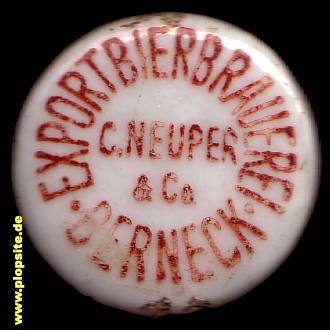 EXPORTBIERBRAUEREI
C. NEUPER
& Co
· BERNECK ·
www.plopsite.de